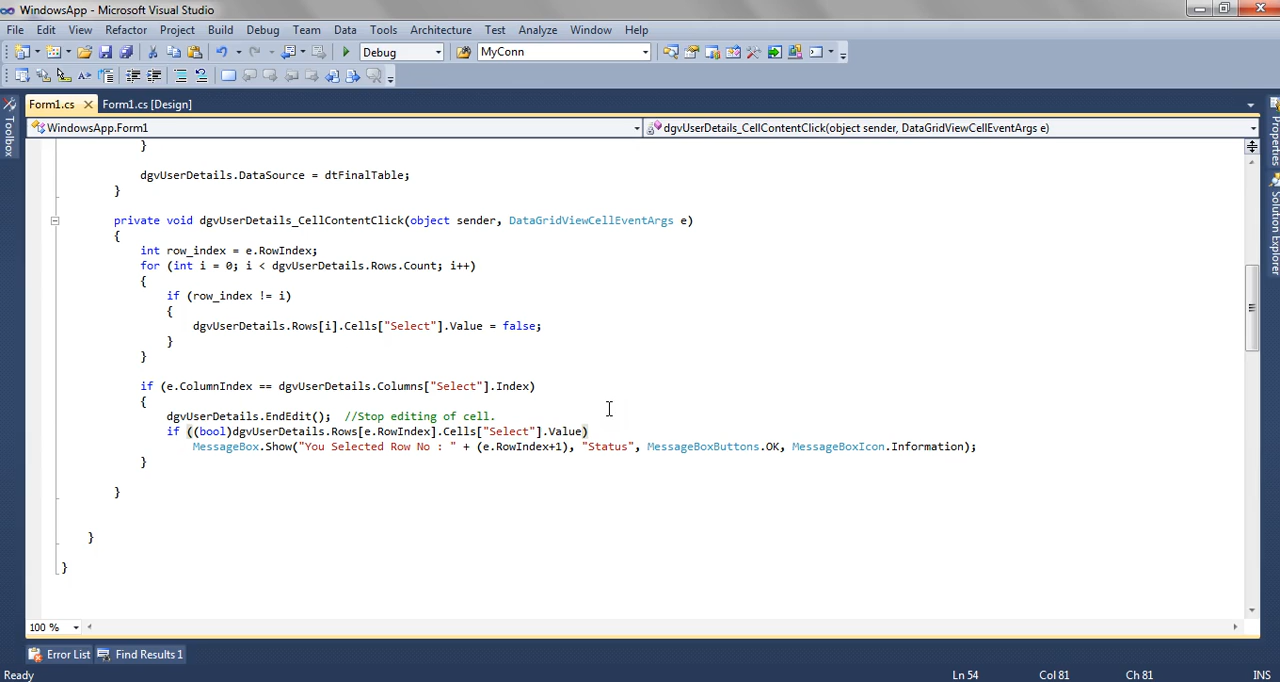 WindowsApp - Microsoft Visual Studio
File Edit View Refactor Project Build Debug Team Data Tools Architecture Test Analyze Window Help
Debug MyConn
Form1.cs Form1.cs [Design]
WindowsApp.Form1 dgvUserDetails_CellContentClick(object sender, DataGridViewCellEventArgs e)
Toolbox
Properties
Solution Explorer
}
dgvUserDetails.DataSource = dtFinalTable;
}
private void dgvUserDetails_CellContentClick(object sender, DataGridViewCellEventArgs e)
{
int row_index = e.RowIndex;
for (int i = 0; i < dgvUserDetails.Rows.Count; i++)
{
if (row_index != i)
{
dgvUserDetails.Rows[i].Cells["Select"].Value = false;
}
}
if (e.ColumnIndex == dgvUserDetails.Columns["Select"].Index)
{
dgvUserDetails.EndEdit();  //Stop editing of cell.
if ((bool)dgvUserDetails.Rows[e.RowIndex].Cells["Select"].Value)
MessageBox.Show("You Selected Row No : " + (e.RowIndex+1), "Status", MessageBoxButtons.OK, MessageBoxIcon.Information);
}
}
}
}
100 %
Error List Find Results 1
Ready Ln 54 Col 81 Ch 81 INS